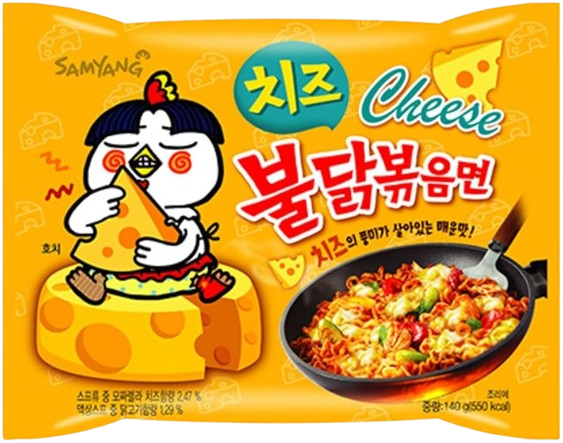 SAMYANG
치즈
Cheese
불닭볶음면
치즈의 풍미가 살아있는 매운맛!
호치
스프류 중 모짜렐라 치즈함량 2.47 %
액상스프 중 닭고기함량 1.29 %
조리예
중량: 140 g(550 kcal)